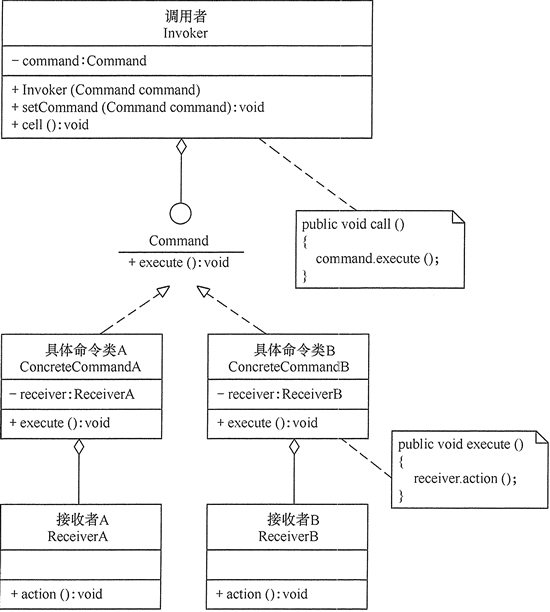 调用者
Invoker
- command:Command
+ Invoker (Command command)
+ setCommand (Command command):void
+ cell ():void
public void call ()
{
command.execute ();
}
Command
+ execute ():void
具体命令类A
ConcreteCommandA
- receiver:ReceiverA
+ execute ():void
具体命令类B
ConcreteCommandB
- receiver:ReceiverB
+ execute ():void
public void execute ()
{
receiver.action ();
}
接收者A
ReceiverA
+ action ():void
接收者B
ReceiverB
+ action ():void